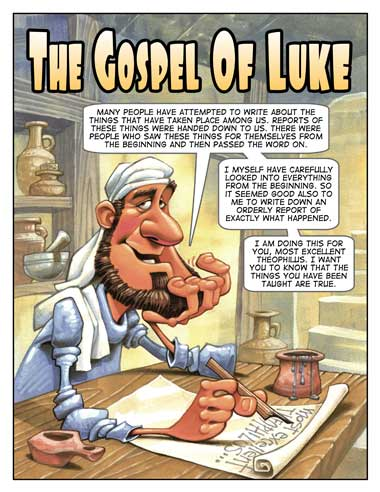 THE GOSPEL OF LUKE
MANY PEOPLE HAVE ATTEMPTED TO WRITE ABOUT THE
THINGS THAT HAVE TAKEN PLACE AMONG US. REPORTS OF
THESE THINGS WERE HANDED DOWN TO US. THERE WERE
PEOPLE WHO SAW THESE THINGS FOR THEMSELVES FROM
THE BEGINNING AND THEN PASSED THE WORD ON.
I MYSELF HAVE CAREFULLY
LOOKED INTO EVERYTHING
FROM THE BEGINNING. SO
IT SEEMED GOOD ALSO TO
ME TO WRITE DOWN AN
ORDERLY REPORT OF
EXACTLY WHAT HAPPENED.
I AM DOING THIS FOR
YOU, MOST EXCELLENT
THEOPHILUS. I WANT
YOU TO KNOW THAT THE
THINGS YOU HAVE BEEN
TAUGHT ARE TRUE.
most excellent